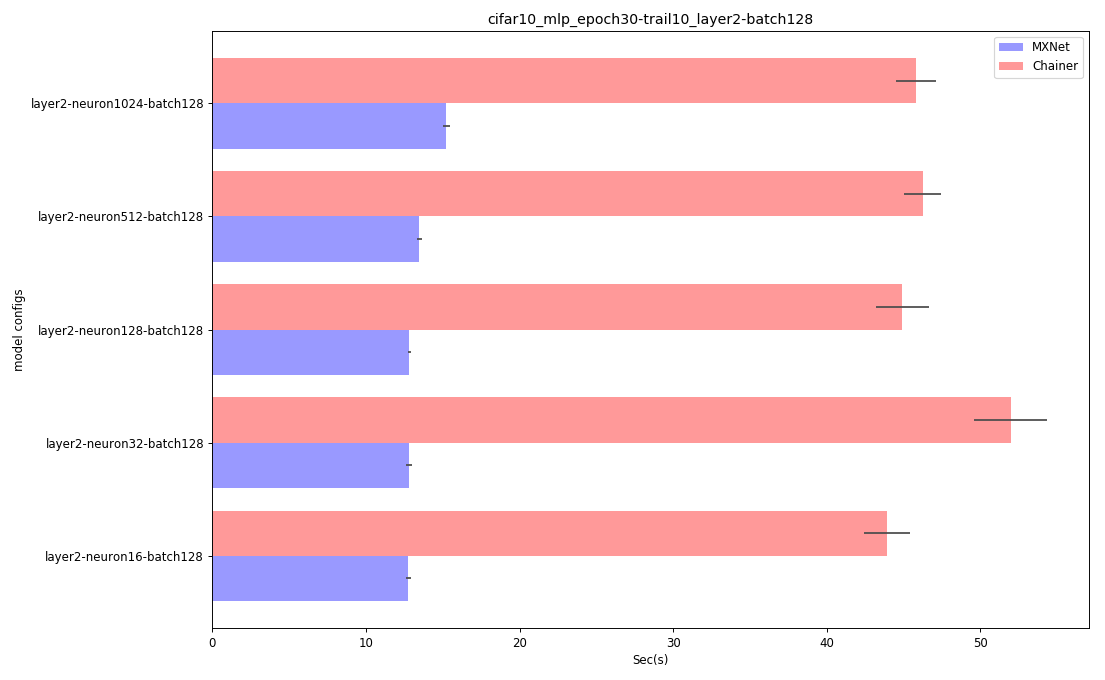 cifar10_mlp_epoch30-trail10_layer2-batch128
MXNet
Chainer
layer2-neuron1024-batch128
layer2-neuron512-batch128
layer2-neuron128-batch128
layer2-neuron32-batch128
layer2-neuron16-batch128
model configs
0 10 20 30 40 50
Sec(s)